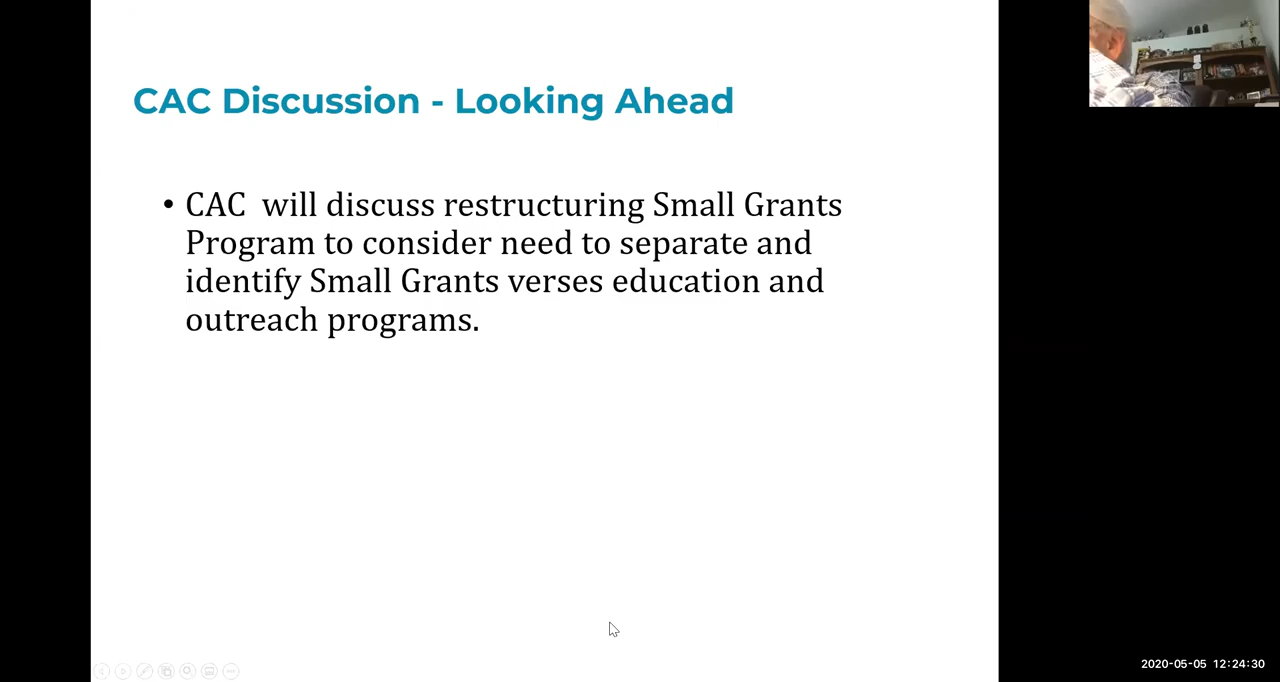 CAC Discussion - Looking Ahead
• CAC  will discuss restructuring Small Grants
Program to consider need to separate and
identify Small Grants verses education and
outreach programs.
2020-05-05 12:24:30